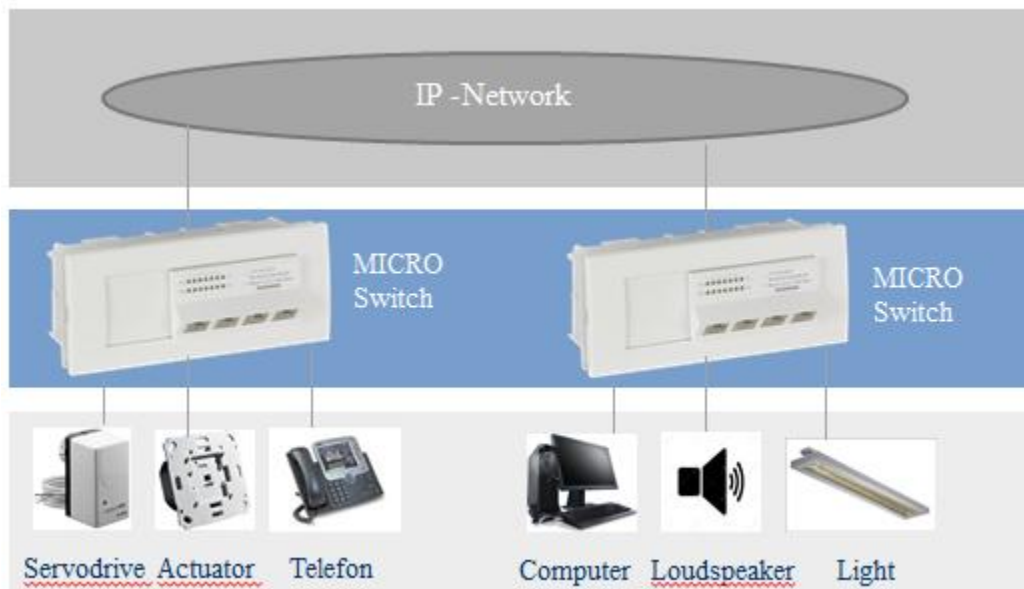 IP -Network
MICRO
Switch
MICRO
Switch
Servodrive Actuator Telefon Computer Loudspeaker Light